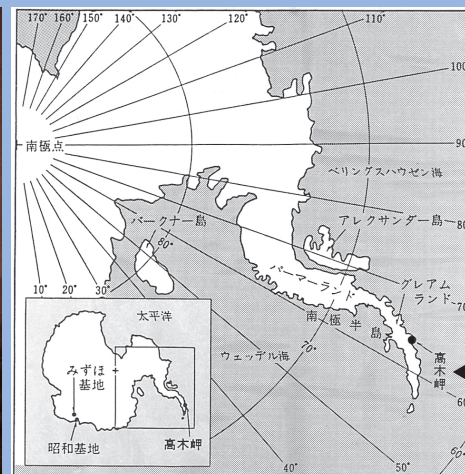 170°
160°
150°
140°
130°
120°
110°
100
90
80
70
60
60°
南極点
ベリングスハウゼン海
アレクサンダー島
バークナー島
80°
パーマーランド
グレアム
ランド
南極半島
70°
ウェッデル海
高木岬
10°
20°
30°
40°
50°
太平洋
みずほ
基地
昭和基地
高木岬